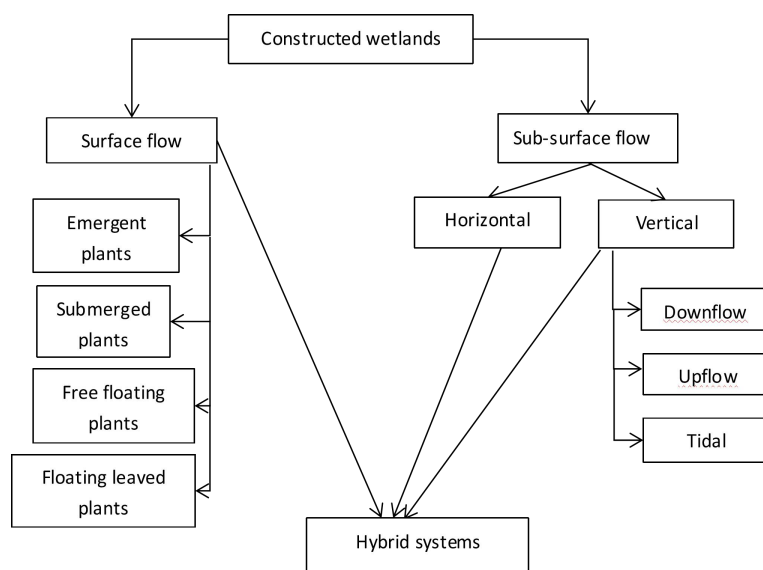 Constructed wetlands
Surface flow
Sub-surface flow
Emergent
plants
Submerged
plants
Free floating
plants
Floating leaved
plants
Horizontal
Vertical
Downflow
Upflow
Tidal
Hybrid systems